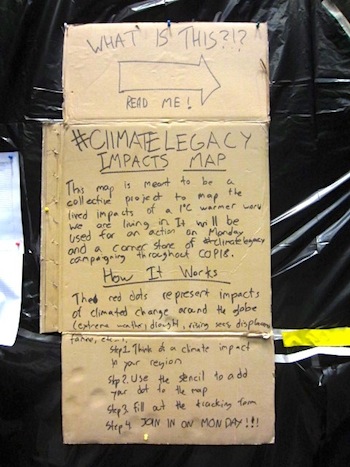 WHAT IS THIS?!?
READ ME!
#CLIMATELEGACY
IMPACTS MAP
This map is meant to be a
collective project to map the
lived impacts of a 1°C warmer world
we are living in. It will be
used for an action on Monday
and a corner stone of #climatelegacy
campaigning throughout COP18.
How It Works
The red dots represent impacts
of climated change around the globe
(extreme weather, drought, rising seas, displacement,
famine, etc...)
Step 1. Think of a climate impact
in your region
Step 2. Use the stencil to add
your dot to the map
Step 3. Fill out the tracking form
Step 4. JOIN IN ON MONDAY!!!